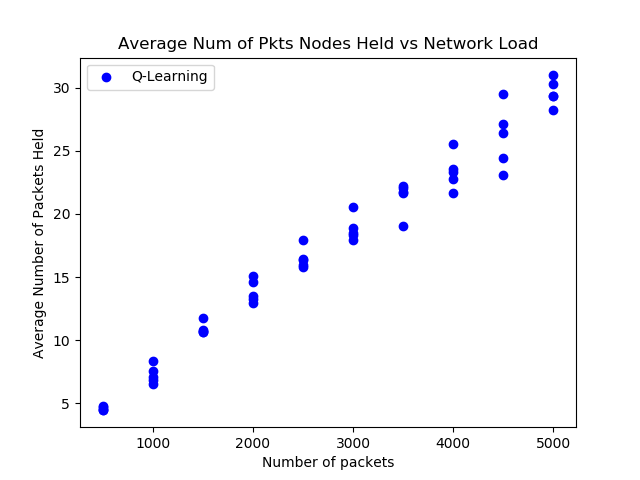 Average Num of Pkts Nodes Held vs Network Load
Q-Learning
Average Number of Packets Held
30
25
20
15
10
5
1000 2000 3000 4000 5000
Number of packets